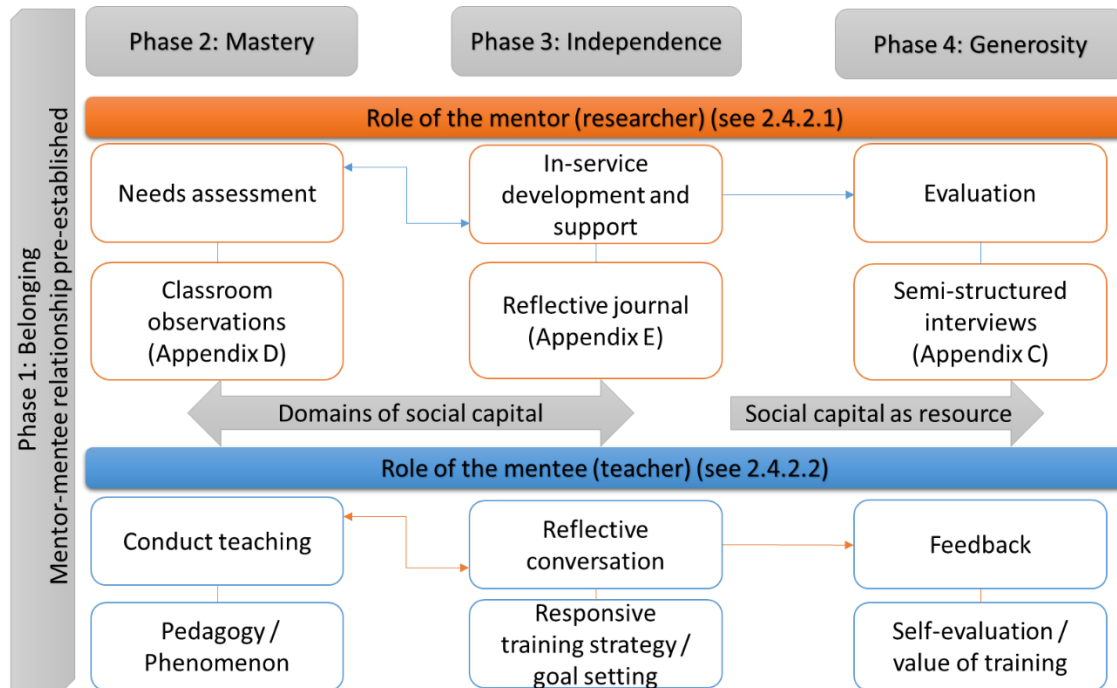 Phase 1: Belonging
Mentor-mentee relationship pre-established
Phase 2: Mastery
Phase 3: Independence
Phase 4: Generosity
Role of the mentor (researcher) (see 2.4.2.1)
Needs assessment
In-service
development and
support
Evaluation
Classroom
observations
(Appendix D)
Reflective journal
(Appendix E)
Semi-structured
interviews
(Appendix C)
Domains of social capital
Social capital as resource
Role of the mentee (teacher) (see 2.4.2.2)
Conduct teaching
Reflective
conversation
Feedback
Pedagogy /
Phenomenon
Responsive
training strategy /
goal setting
Self-evaluation /
value of training